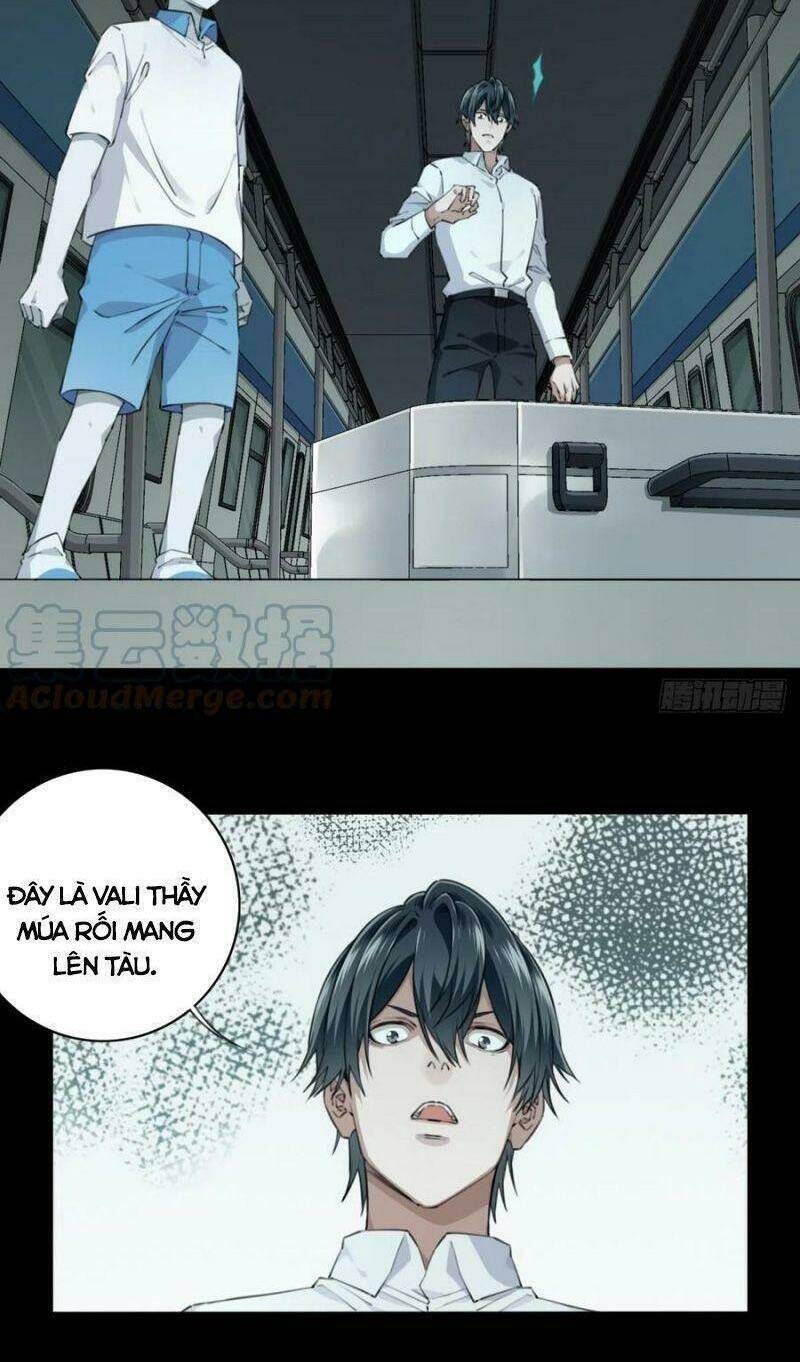 集云数据
ACloudMerge.com
腾讯动漫
ĐÂY LÀ VALI THẦY
MÚA RỐI MANG
LÊN TÀU.